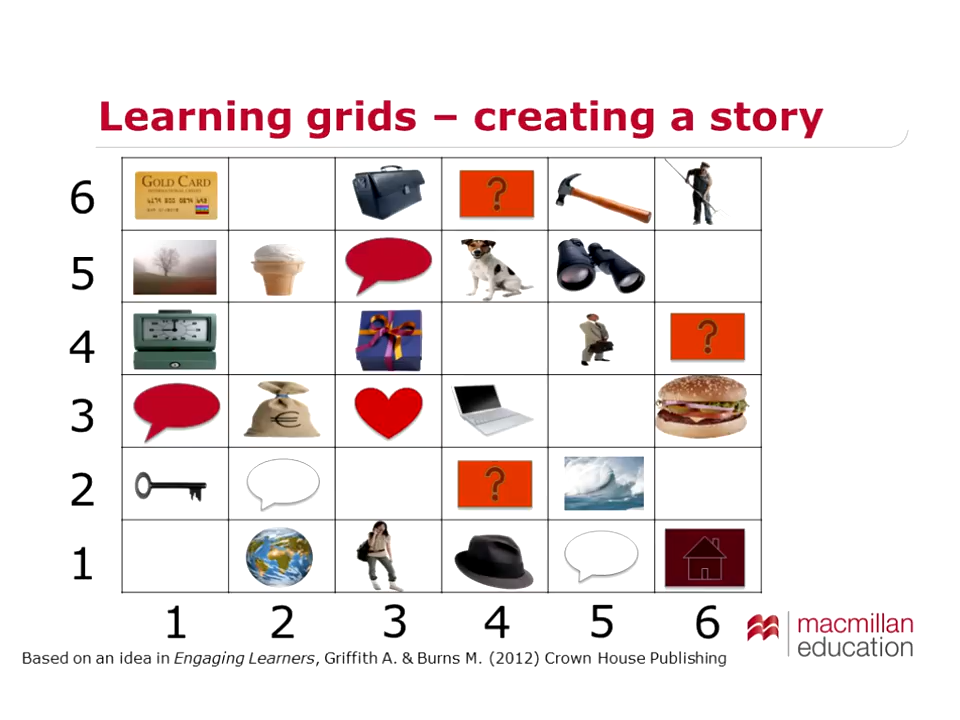 Learning grids – creating a story
6
GOLD CARD
?
5
4
?
3
€
2
?
1
1 2 3 4 5 6
macmillan
education
Based on an idea in Engaging Learners, Griffith A. & Burns M. (2012) Crown House Publishing